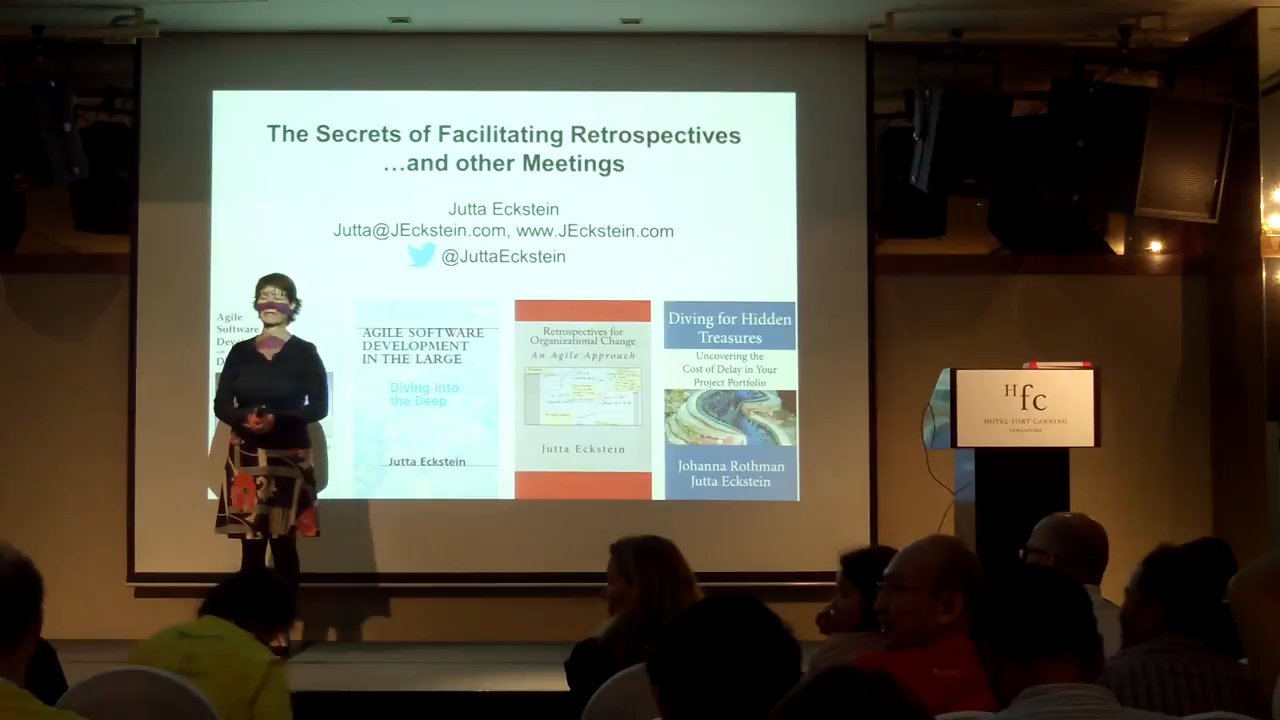 The Secrets of Facilitating Retrospectives
...and other Meetings
Jutta Eckstein
Jutta@JEckstein.com, www.JEckstein.com
@JuttaEckstein
Agile
Software
AGILE SOFTWARE
DEVELOPMENT
IN THE LARGE
Diving Into
the Deep
Jutta Eckstein
Retrospectives for
Organizational Change
An Agile Approach
Jutta Eckstein
Diving for Hidden
Treasures
Uncovering the
Cost of Delay in Your
Project Portfolio
Johanna Rothman
Jutta Eckstein
Hfc
HOTEL FORT CANNING
SINGAPORE